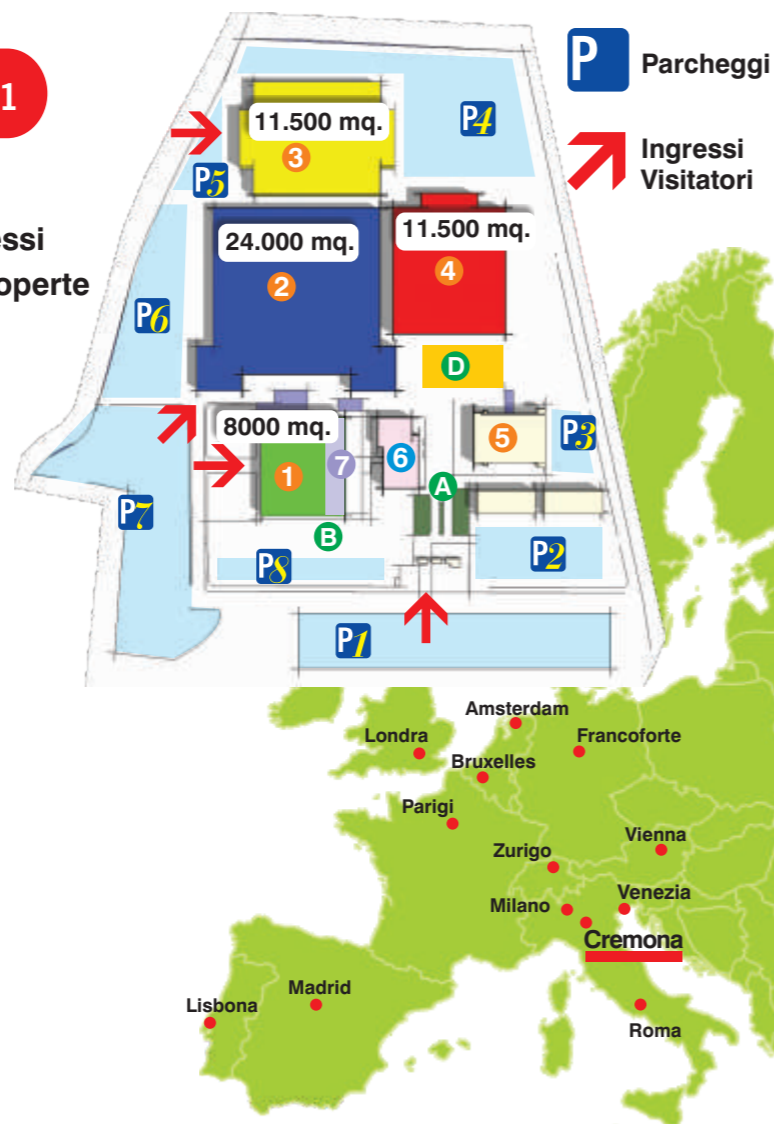 1
P Parcheggi
Ingressi
Visitatori
essi
operte
11.500 mq.
3
P4
P5
24.000 mq.
2
11.500 mq.
4
P6
D
8000 mq.
1
7
6
5
P3
A
P7
B
P8
P2
P1
Amsterdam
Londra
Francoforte
Bruxelles
Parigi
Vienna
Zurigo
Milano
Venezia
Cremona
Madrid
Lisbona
Roma